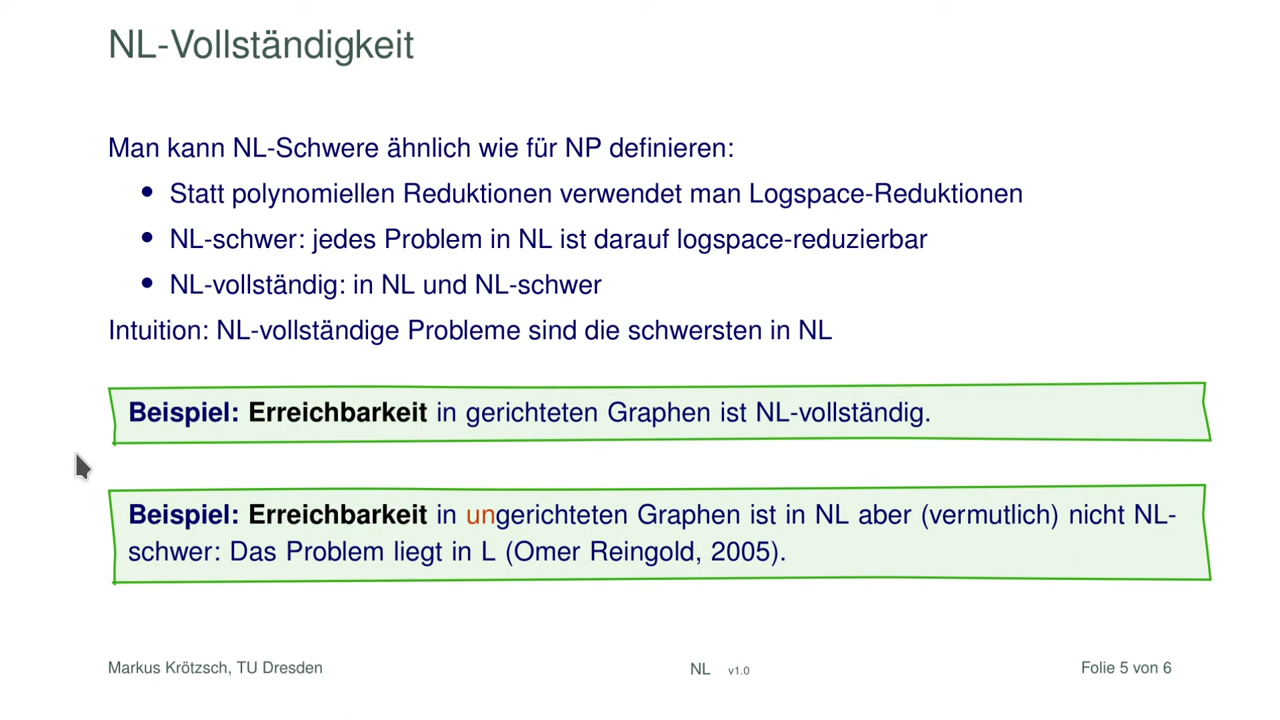 NL-Vollständigkeit
Man kann NL-Schwere ähnlich wie für NP definieren:
• Statt polynomiellen Reduktionen verwendet man Logspace-Reduktionen
• NL-schwer: jedes Problem in NL ist darauf logspace-reduzierbar
• NL-vollständig: in NL und NL-schwer
Intuition: NL-vollständige Probleme sind die schwersten in NL
Beispiel: Erreichbarkeit in gerichteten Graphen ist NL-vollständig.
Beispiel: Erreichbarkeit in ungerichteten Graphen ist in NL aber (vermutlich) nicht NL-
schwer: Das Problem liegt in L (Omer Reingold, 2005).
Markus Krötzsch, TU Dresden NL v1.0 Folie 5 von 6